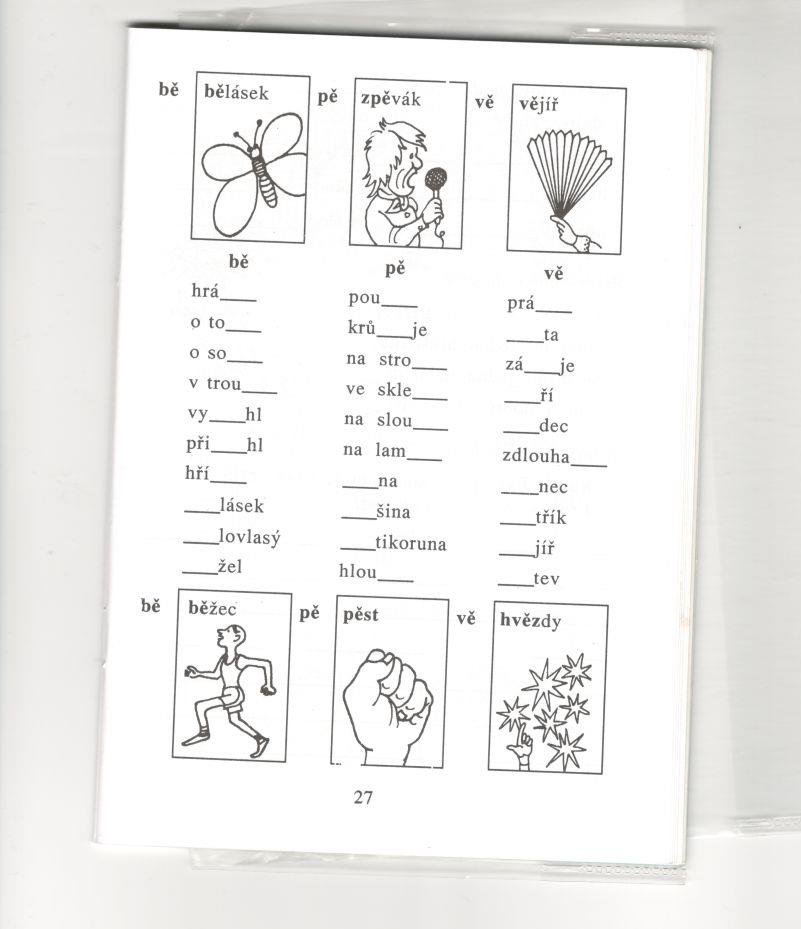 bě bělásek pě zpěvák vě vějíř
bě pě vě
hrá____ pou____ prá____
o to____ krů____je ____ta
o so____ na stro____ zá____je
v trou____ ve skle____ ____ří
vy____hl na slou____ ____dec
při____hl na lam____ zdlouha____
hří____ ____na ____nec
____lásek ____šina ____třík
____lovlasý ____tikoruna ____jíř
____žel hlou____ ____tev
bě běžec pě pěst vě hvězdy
27